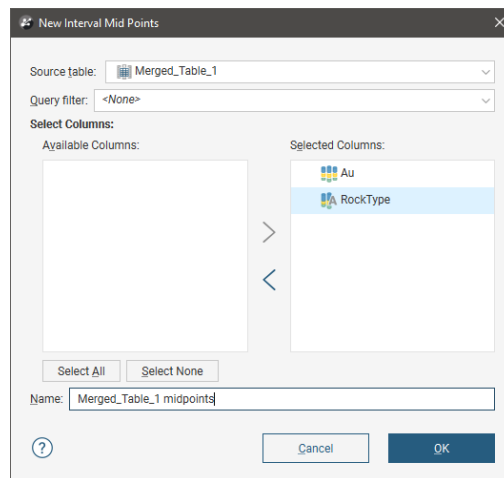 New Interval Mid Points
Source table: Merged_Table_1
Query filter: <None>
Select Columns:
Available Columns: Selected Columns:
Au
RockType
Select All Select None
Name: Merged_Table_1 midpoints
? Cancel OK